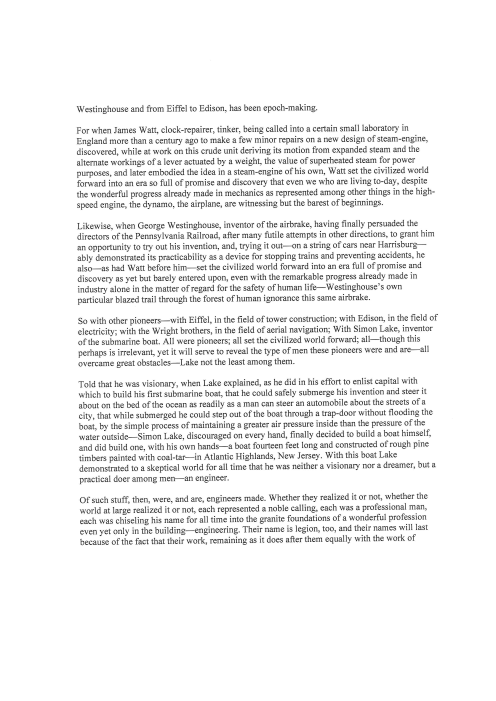 Westinghouse and from Eiffel to Edison, has been epoch-making.
For when James Watt, clock-repairer, tinker, being called into a certain small laboratory in
England more than a century ago to make a few minor repairs on a new design of steam-engine,
discovered, while at work on this crude unit deriving its motion from expanded steam and the
alternate workings of a lever actuated by a weight, the value of superheated steam for power
purposes, and later embodied the idea in a steam-engine of his own, Watt set the civilized world
forward into an era so full of promise and discovery that even we who are living to-day, despite
the wonderful progress already made in mechanics as represented among other things in the high-
speed engine, the dynamo, the airplane, are witnessing but the barest of beginnings.
Likewise, when George Westinghouse, inventor of the airbrake, having finally persuaded the
directors of the Pennsylvania Railroad, after many futile attempts in other directions, to grant him
an opportunity to try out his invention, and, trying it out—on a string of cars near Harrisburg—
ably demonstrated its practicability as a device for stopping trains and preventing accidents, he
also—as had Watt before him—set the civilized world forward into an era full of promise and
discovery as yet but barely entered upon, even with the remarkable progress already made in
industry alone in the matter of regard for the safety of human life—Westinghouse's own
particular blazed trail through the forest of human ignorance this same airbrake.
So with other pioneers—with Eiffel, in the field of tower construction; with Edison, in the field of
electricity; with the Wright brothers, in the field of aerial navigation; With Simon Lake, inventor
of the submarine boat. All were pioneers; all set the civilized world forward; all—though this
perhaps is irrelevant, yet it will serve to reveal the type of men these pioneers were and are—all
overcame great obstacles—Lake not the least among them.
Told that he was visionary, when Lake explained, as he did in his effort to enlist capital with
which to build his first submarine boat, that he could safely submerge his invention and steer it
about on the bed of the ocean as readily as a man can steer an automobile about the streets of a
city, that while submerged he could step out of the boat through a trap-door without flooding the
boat, by the simple process of maintaining a greater air pressure inside than the pressure of the
water outside—Simon Lake, discouraged on every hand, finally decided to build a boat himself,
and did build one, with his own hands—a boat fourteen feet long and constructed of rough pine
timbers painted with coal-tar—in Atlantic Highlands, New Jersey. With this boat Lake
demonstrated to a skeptical world for all time that he was neither a visionary nor a dreamer, but a
practical doer among men—an engineer.
Of such stuff, then, were, and are, engineers made. Whether they realized it or not, whether the
world at large realized it or not, each represented a noble calling, each was a professional man,
each was chiseling his name for all time into the granite foundations of a wonderful profession
even yet only in the building—engineering. Their name is legion, too, and their names will last
because of the fact that their work, remaining as it does after them equally with the work of